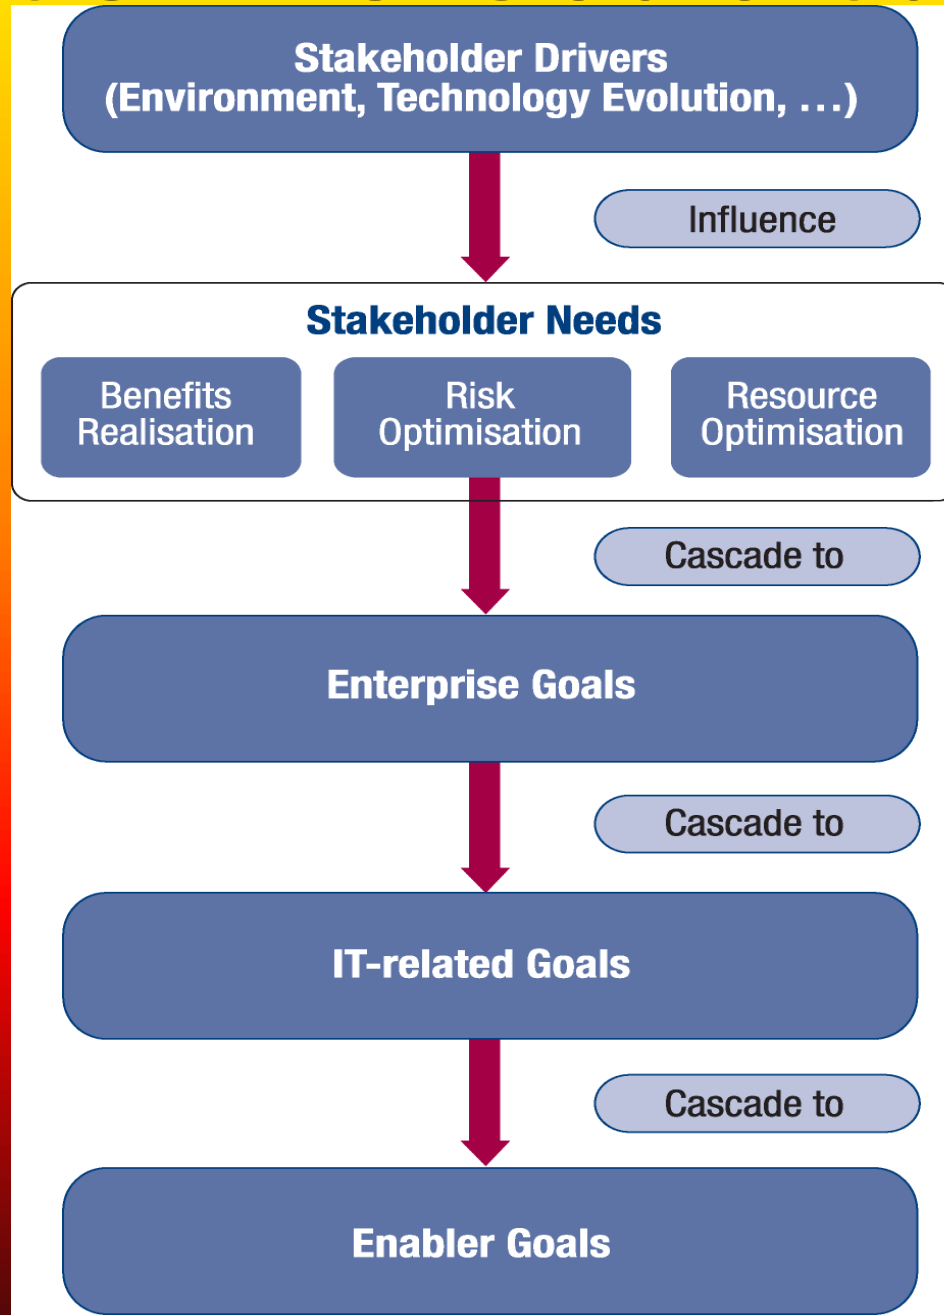 Stakeholder Drivers
(Environment, Technology Evolution, …)
Influence
Stakeholder Needs
Benefits
Realisation
Risk
Optimisation
Resource
Optimisation
Cascade to
Enterprise Goals
Cascade to
IT-related Goals
Cascade to
Enabler Goals